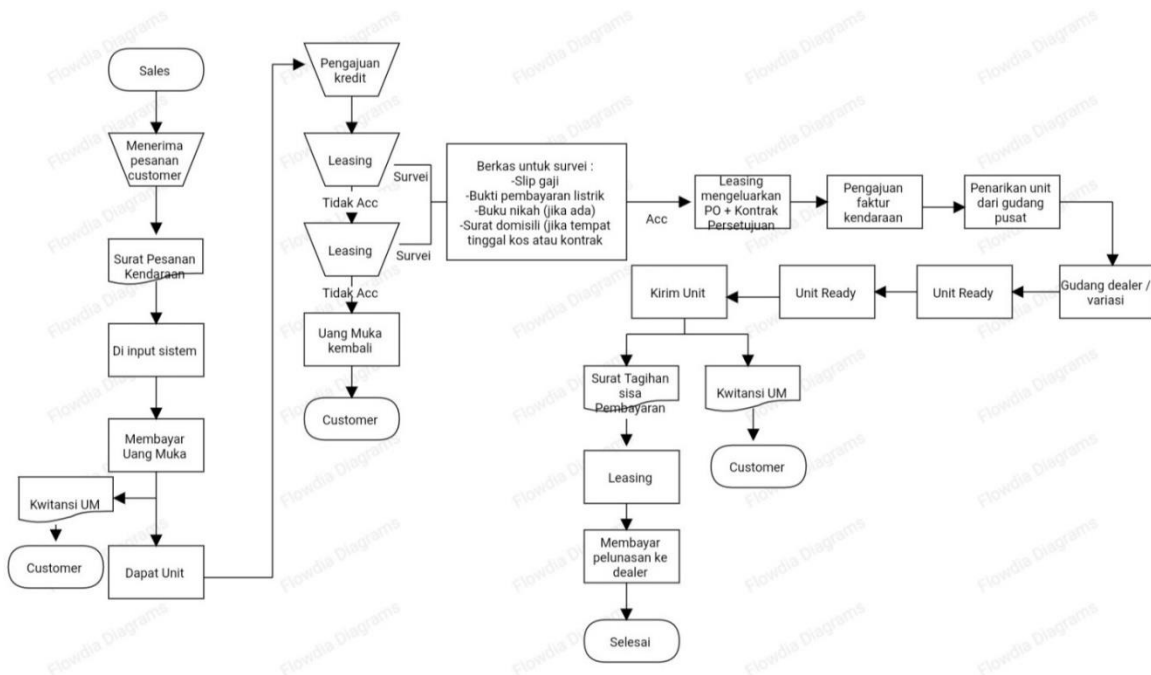 Sales
Menerima
pesanan
customer
Surat Pesanan
Kendaraan
Di input sistem
Membayar
Uang Muka
Kwitansi UM
Customer
Dapat Unit
Pengajuan
kredit
Leasing
Survei
Tidak Acc
Leasing
Survei
Tidak Acc
Uang Muka
kembali
Customer
Berkas untuk survei :
-Slip gaji
-Bukti pembayaran listrik
-Buku nikah (jika ada)
-Surat domisili (jika tempat
tinggal kos atau kontrak
Acc
Leasing
mengeluarkan
PO + Kontrak
Persetujuan
Pengajuan
faktur
kendaraan
Penarikan unit
dari gudang
pusat
Gudang dealer /
variasi
Unit Ready
Unit Ready
Kirim Unit
Surat Tagihan
sisa
Pembayaran
Kwitansi UM
Customer
Leasing
Membayar
pelunasan ke
dealer
Selesai
Flowdia Diagrams